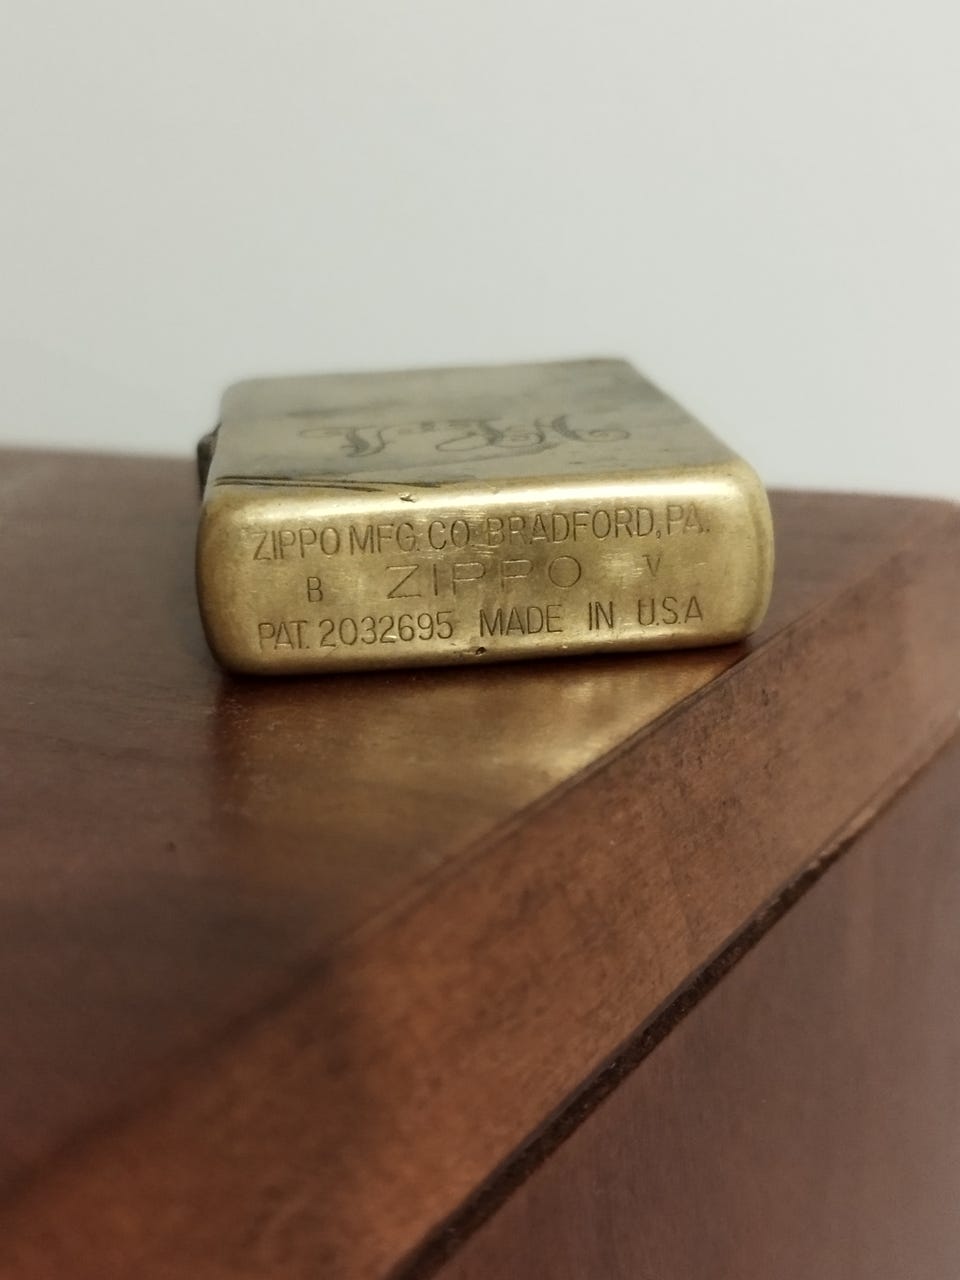 ZIPPO MFG. CO. BRADFORD, PA.
B ZIPPO V
PAT. 2032695 MADE IN U.S.A